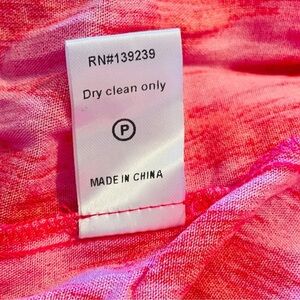 RN#139239
Dry clean only
P
MADE IN CHINA